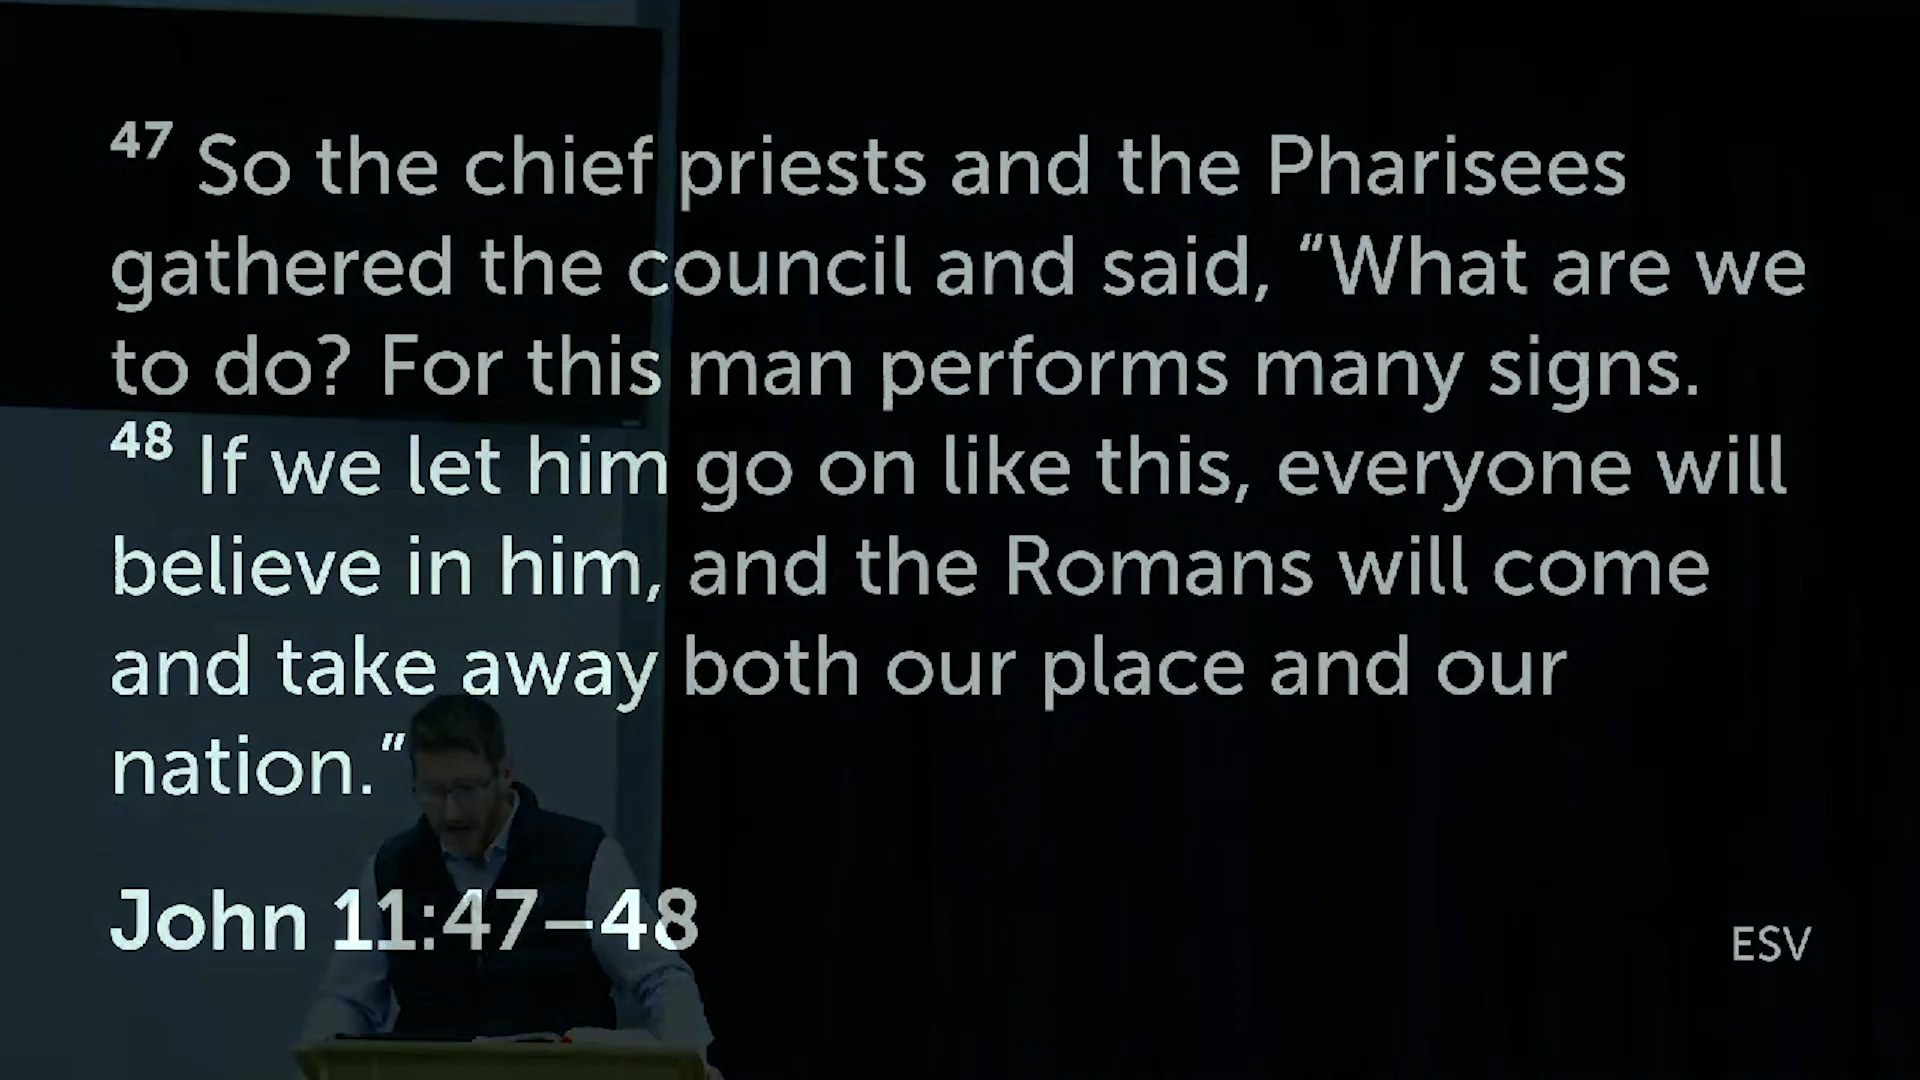 47 So the chief priests and the Pharisees
gathered the council and said, “What are we
to do? For this man performs many signs.
48 If we let him go on like this, everyone will
believe in him, and the Romans will come
and take away both our place and our
nation.”
John 11:47–48
ESV